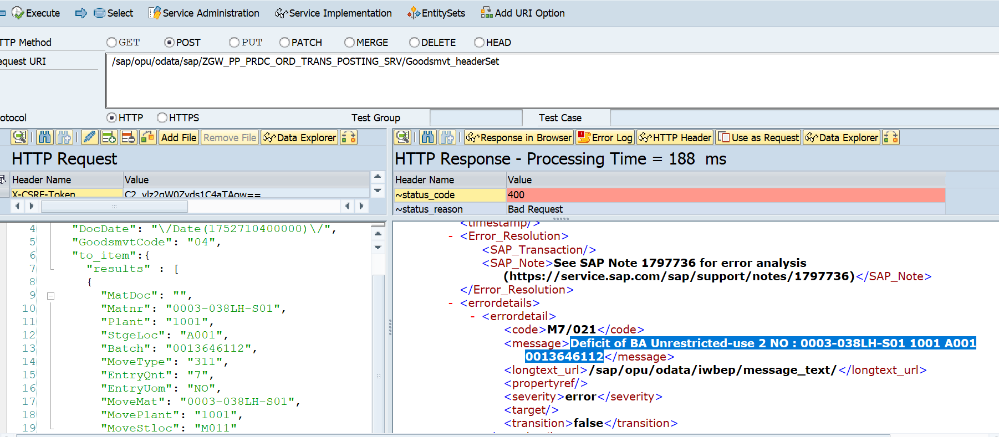 Execute Select Service Administration Service Implementation EntitySets Add URI Option
TTP Method GET POST PUT PATCH MERGE DELETE HEAD
equest URI /sap/opu/odata/sap/ZGW_PP_PRDC_ORD_TRANS_POSTING_SRV/Goodsmvt_headerSet
otocol HTTP HTTPS Test Group Test Case
Add File Remove File Data Explorer
HTTP Request
Header Name Value
X-CSRF-Token
4 "DocDate": "\/Date(1752710400000)\/",
5 "GoodsmvtCode": "04",
6 "to_item":{
7 "results" : [
8 {
9 "MatDoc": "",
10 "Matnr": "0003-038LH-S01",
11 "Plant": "1001",
12 "StgeLoc": "A001",
13 "Batch": "0013646112",
14 "MoveType": "311",
15 "EntryQnt": "7",
16 "EntryUom": "NO",
17 "MoveMat": "0003-038LH-S01",
18 "MovePlant": "1001",
19 "MoveStloc": "M011"
Response in Browser Error Log HTTP Header Use as Request Data Explorer
HTTP Response - Processing Time = 188 ms
Header Name Value
~status_code 400
~status_reason Bad Request
<timestamp/>
- <Error_Resolution>
<SAP_Transaction/>
<SAP_Note>See SAP Note 1797736 for error analysis
(https://service.sap.com/sap/support/notes/1797736)</SAP_Note>
</Error_Resolution>
- <errordetails>
- <errordetail>
<code>M7/021</code>
<message>Deficit of BA Unrestricted-use 2 NO : 0003-038LH-S01 1001 A001
0013646112</message>
<longtext_url>/sap/opu/odata/iwbep/message_text/</longtext_url>
<propertyref/>
<severity>error</severity>
<target/>
<transition>false</transition>